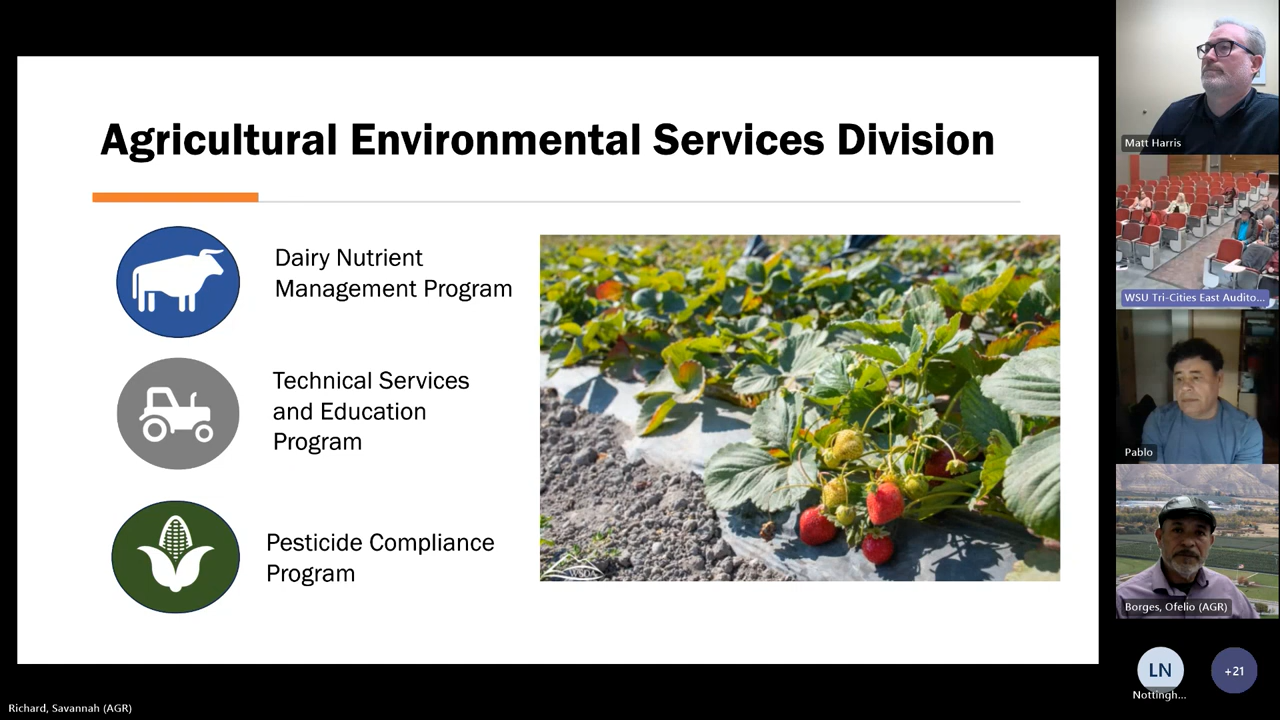 Agricultural Environmental Services Division
Dairy Nutrient
Management Program
Technical Services
and Education
Program
Pesticide Compliance
Program
Matt Harris
WSU Tri-Cities East Audito...
Pablo
Borges, Ofelio (AGR)
LN
+21
Nottingh...
Richard, Savannah (AGR)